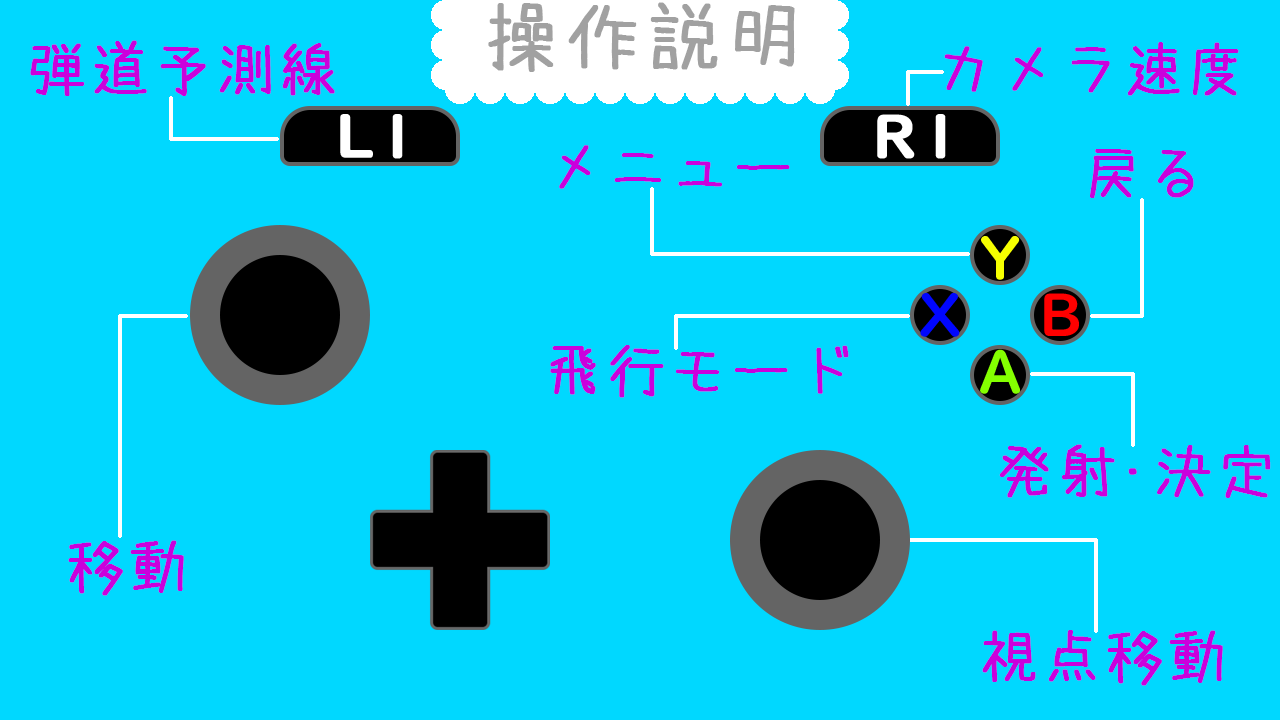 操作説明
弾道予測線
カメラ速度
L1
R1
メニュー
戻る
Y
X
B
飛行モード
A
発射・決定
移動
視点移動